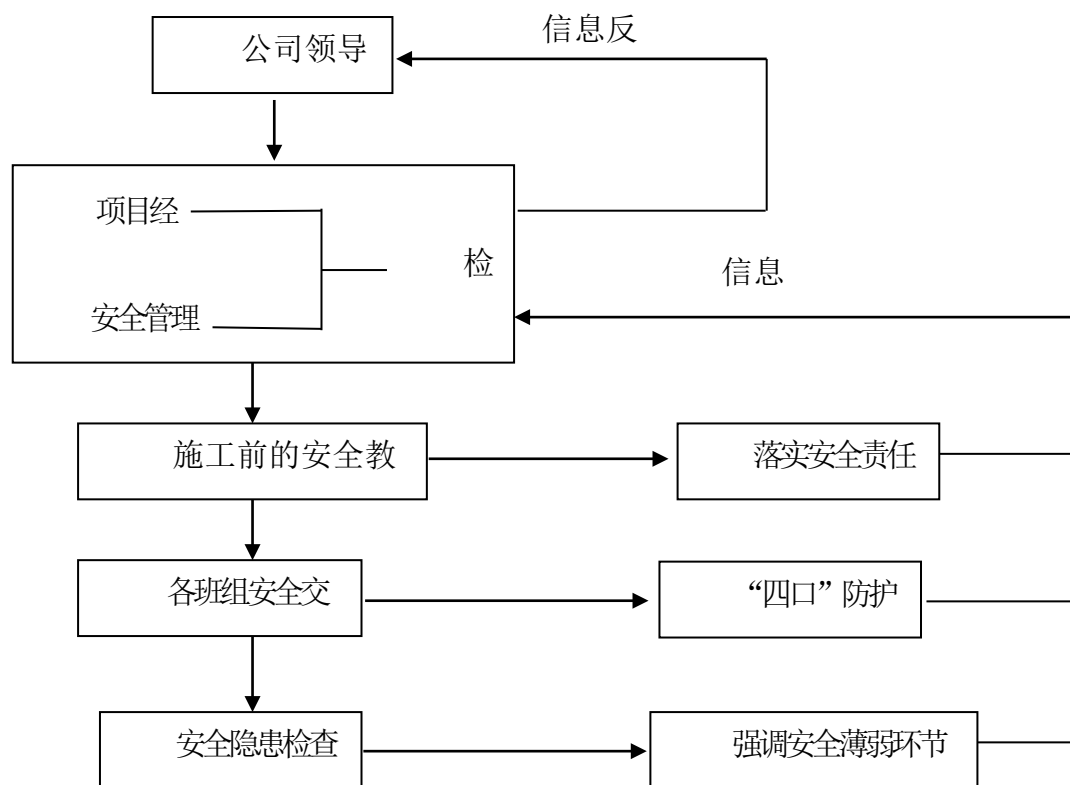 信息反
公司领导
项目经
检
信息
安全管理
施工前的安全教
落实安全责任
各班组安全交
“四口”防护
安全隐患检查
强调安全薄弱环节